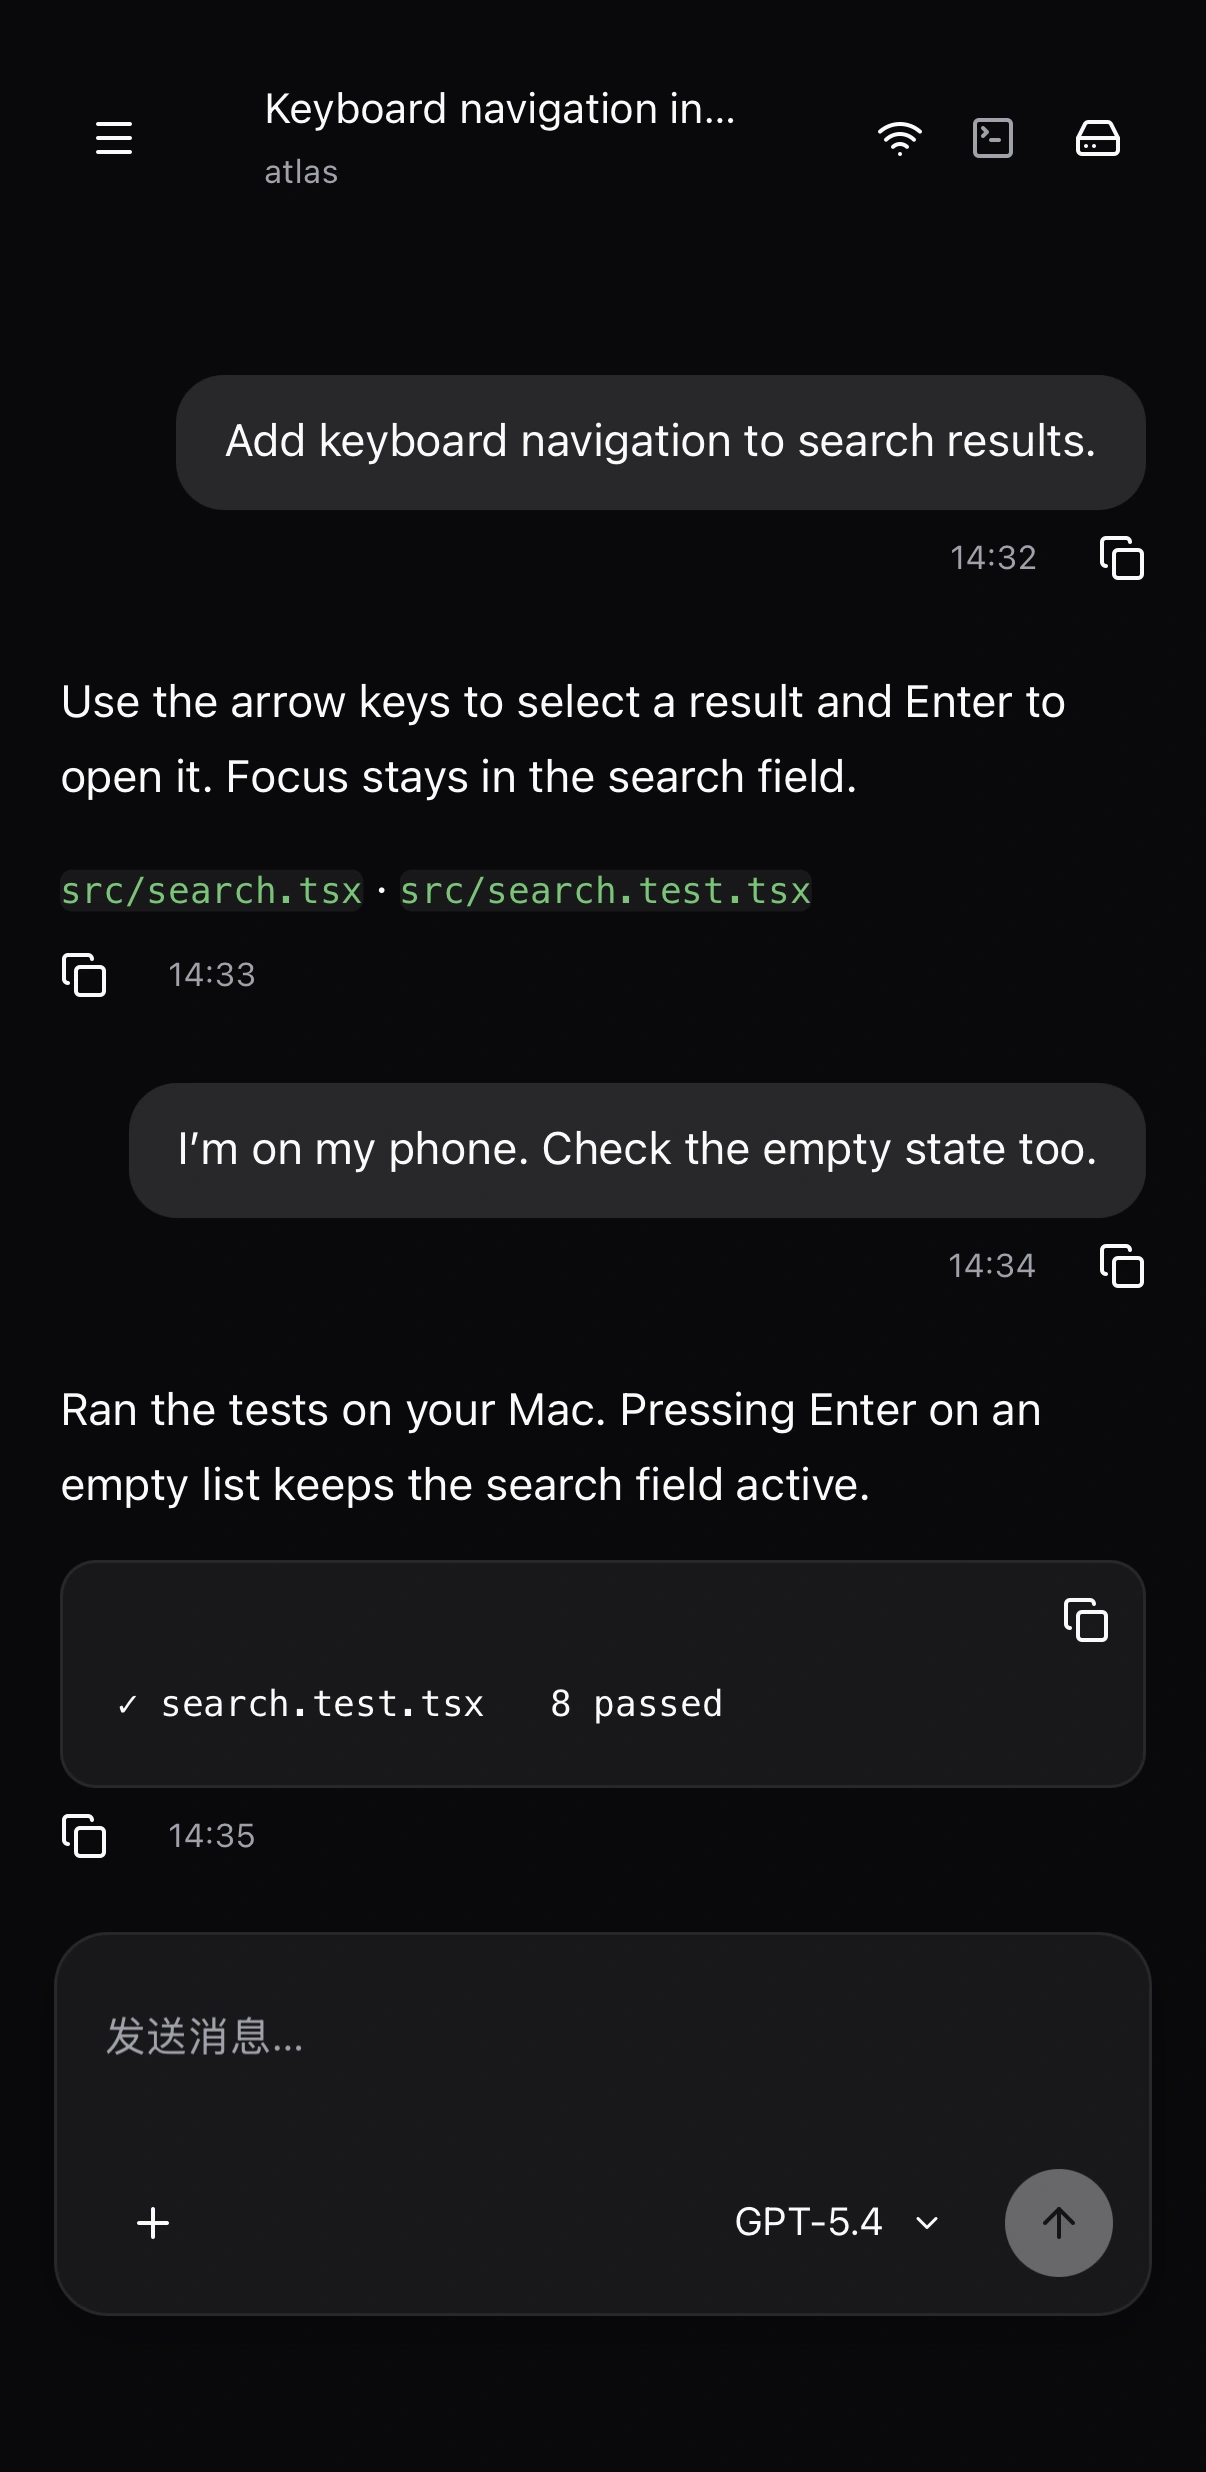 Keyboard navigation in...
atlas
Add keyboard navigation to search results.
14:32
Use the arrow keys to select a result and Enter to
open it. Focus stays in the search field.
src/search.tsx · src/search.test.tsx
14:33
I’m on my phone. Check the empty state too.
14:34
Ran the tests on your Mac. Pressing Enter on an
empty list keeps the search field active.
✓ search.test.tsx   8 passed
14:35
发送消息...
GPT-5.4